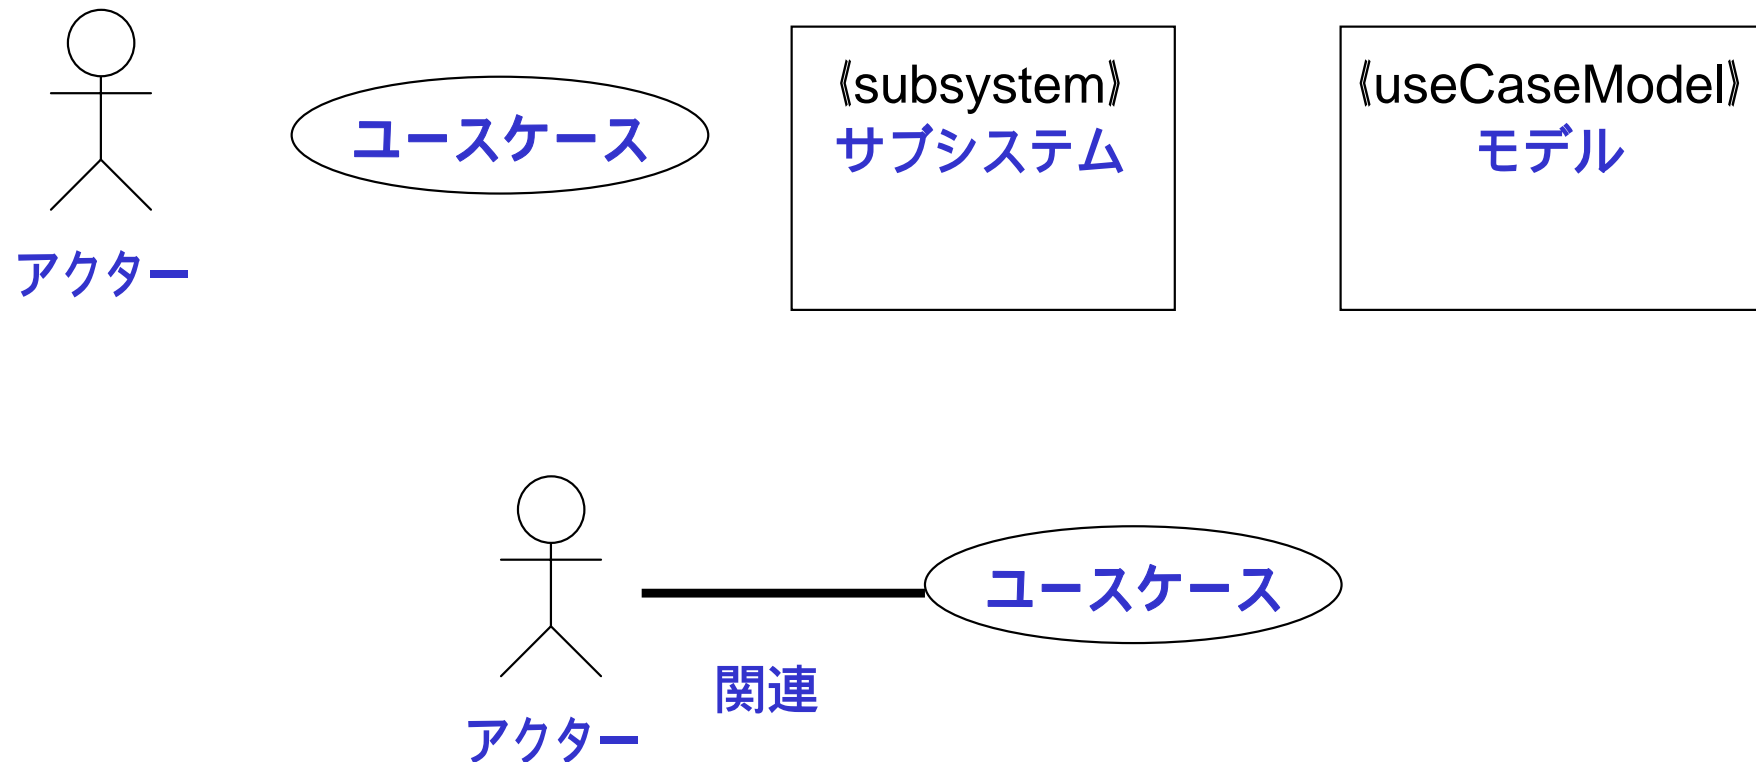 アクター
ユースケース
《subsystem》
サブシステム
《useCaseModel》
モデル
アクター
関連
ユースケース